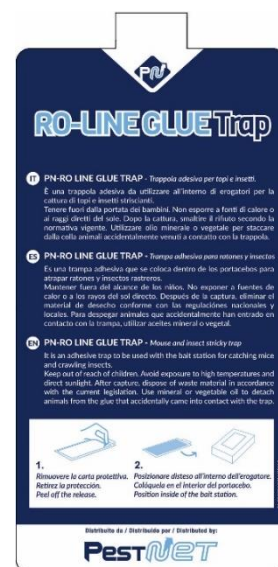 PN
RO-LINE GLUE Trap
IT PN-RO LINE GLUE TRAP - Trappola adesiva per topi e insetti.
È una trappola adesiva da utilizzare all'interno di erogatori per la
cattura di topi e insetti striscianti.
Tenere fuori dalla portata dei bambini. Non esporre a fonti di calore o
ai raggi diretti del sole. Dopo la cattura, smaltire il rifiuto secondo la
normativa vigente. Utilizzare olio minerale o vegetale per staccare
dalla colla animali accidentalmente venuti a contatto con la trappola.
ES PN-RO LINE GLUE TRAP - Trampa adhesiva para ratones y insectos
Es una trampa adhesiva que se coloca dentro de los portacebos para
atrapar ratones y insectos rastreros.
Mantener fuera del alcance de los niños. No exponer a fuentes de
calor o a los rayos del sol directo. Después de la captura, eliminar el
material de desecho conforme con las regulaciónes nacionales y
locales. Para despegar animales que accidentalmente han entrado en
contacto con la trampa, utilizar aceites mineral o vegetal.
EN PN-RO LINE GLUE TRAP - Mouse and insect stricky trap
It is an adhesive trap to be used with the bait station for catching mice
and crawling insects.
Keep out of reach of children. Avoid exposure to high temperatures and
direct sunlight. After capture, dispose of waste material in accordance
with the current legislation. Use mineral or vegetable oil to detach
animals from the glue that accidentally came into contact with the trap.
1.
Rimuovere la carta protettiva.
Retirez la protección.
Peel off the release.
2.
Posizionare disteso all'interno dell'erogatore.
Colóquela en el interior del portacebo.
Position inside of the bait station.
Distribuito da / Distribuido por / Distributed by:
PestNET